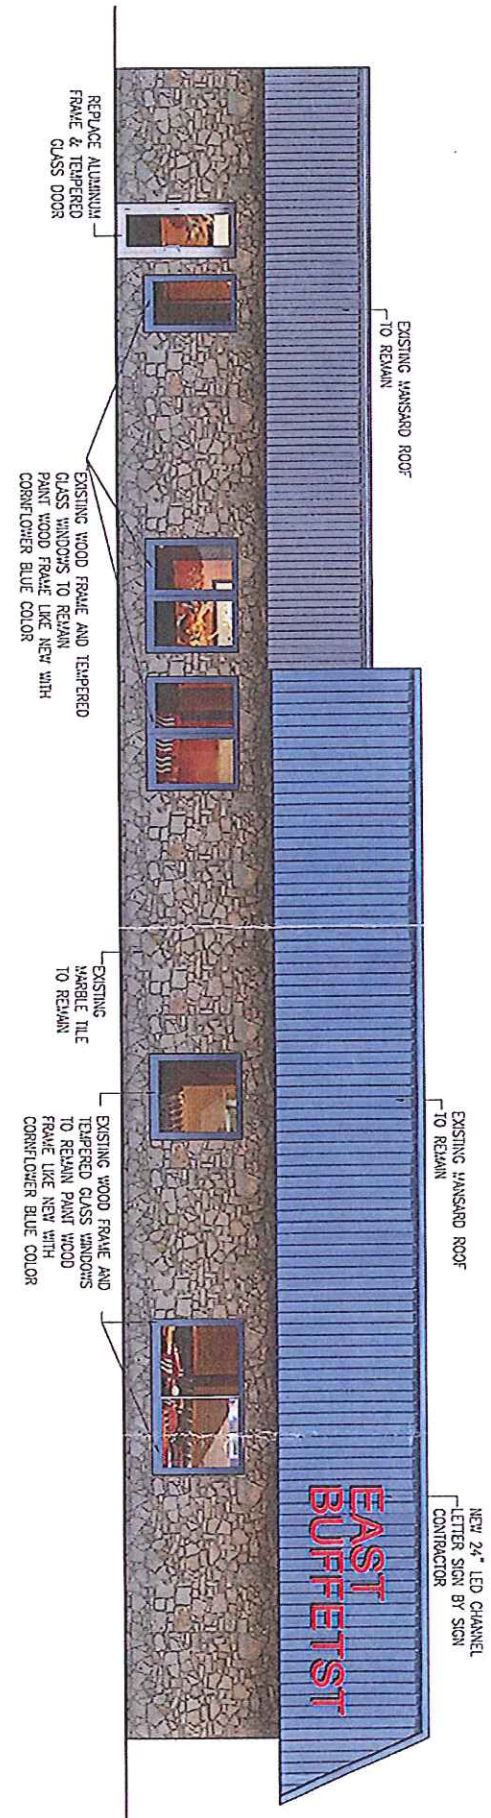 EXISTING MANSARD ROOF
TO REMAIN
EXISTING MANSARD ROOF
TO REMAIN
NEW 24" LED CHANNEL
LETTER SIGN BY SIGN
CONTRACTOR
EAST
BUFFETST
REPLACE ALUMINUM
FRAME & TEMPERED
GLASS DOOR
EXISTING WOOD FRAME AND TEMPERED
GLASS WINDOWS TO REMAIN
PAINT WOOD FRAME LIKE NEW WITH
CORNFLOWER BLUE COLOR
EXISTING
MARBLE TILE
TO REMAIN
EXISTING WOOD FRAME AND
TEMPERED GLASS WINDOWS
TO REMAIN PAINT WOOD
FRAME LIKE NEW WITH
CORNFLOWER BLUE COLOR